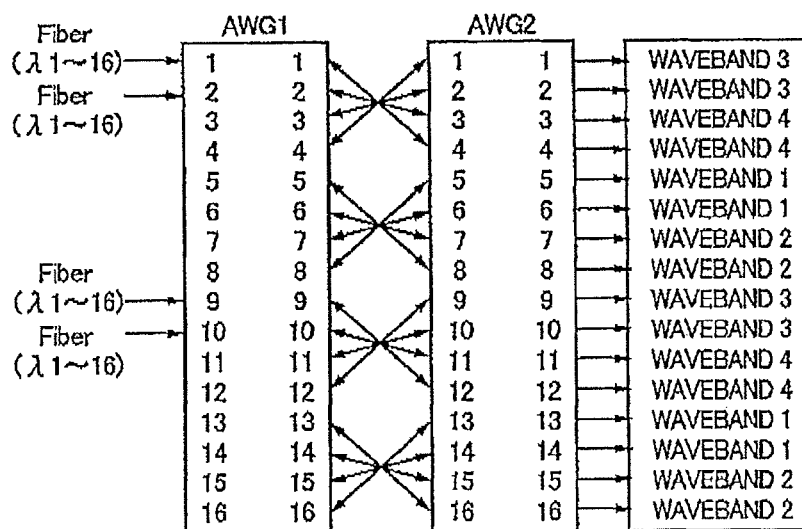 AWG1 AWG2
Fiber
(λ1~16) 1 1 1 1 WAVEBAND 3
Fiber 2 2 2 2 WAVEBAND 3
(λ1~16) 3 3 3 3 WAVEBAND 4
4 4 4 4 WAVEBAND 4
5 5 5 5 WAVEBAND 1
6 6 6 6 WAVEBAND 1
7 7 7 7 WAVEBAND 2
Fiber 8 8 8 8 WAVEBAND 2
(λ1~16) 9 9 9 9 WAVEBAND 3
Fiber 10 10 10 10 WAVEBAND 3
(λ1~16) 11 11 11 11 WAVEBAND 4
12 12 12 12 WAVEBAND 4
13 13 13 13 WAVEBAND 1
14 14 14 14 WAVEBAND 1
15 15 15 15 WAVEBAND 2
16 16 16 16 WAVEBAND 2